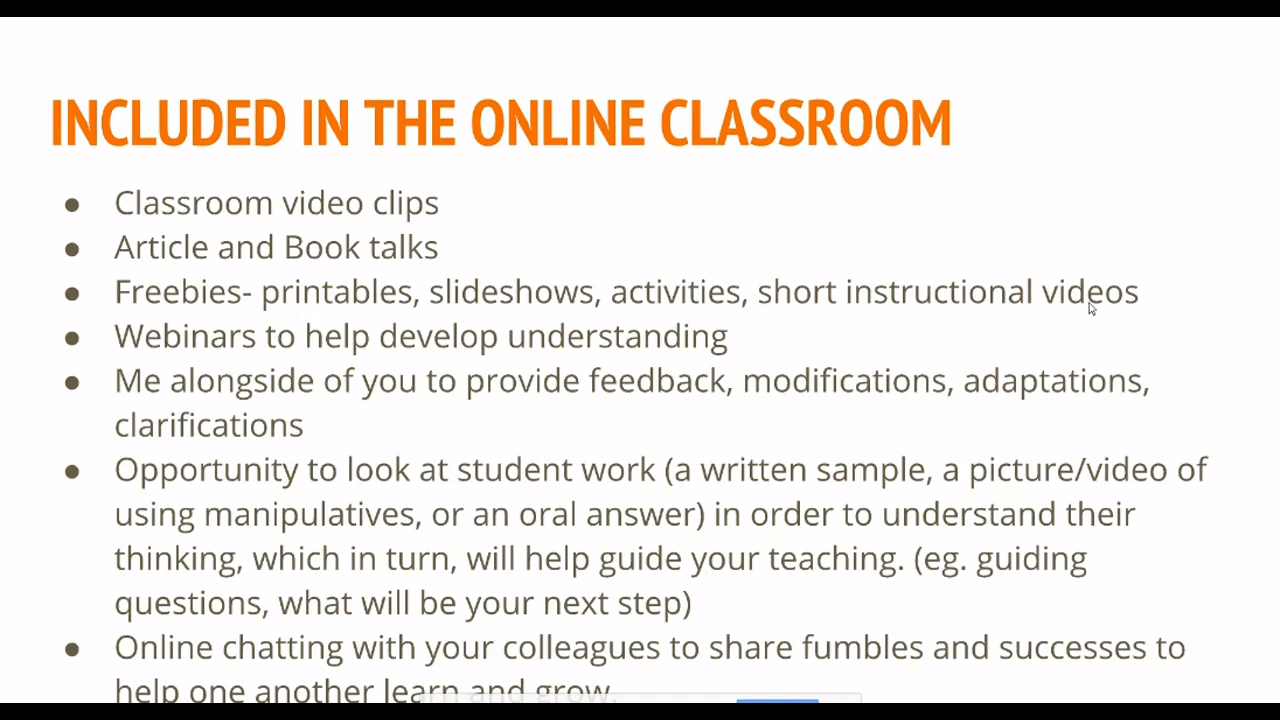 INCLUDED IN THE ONLINE CLASSROOM
● Classroom video clips
● Article and Book talks
● Freebies- printables, slideshows, activities, short instructional videos
● Webinars to help develop understanding
● Me alongside of you to provide feedback, modifications, adaptations,
clarifications
● Opportunity to look at student work (a written sample, a picture/video of
using manipulatives, or an oral answer) in order to understand their
thinking, which in turn, will help guide your teaching. (eg. guiding
questions, what will be your next step)
● Online chatting with your colleagues to share fumbles and successes to
help one another learn and grow.